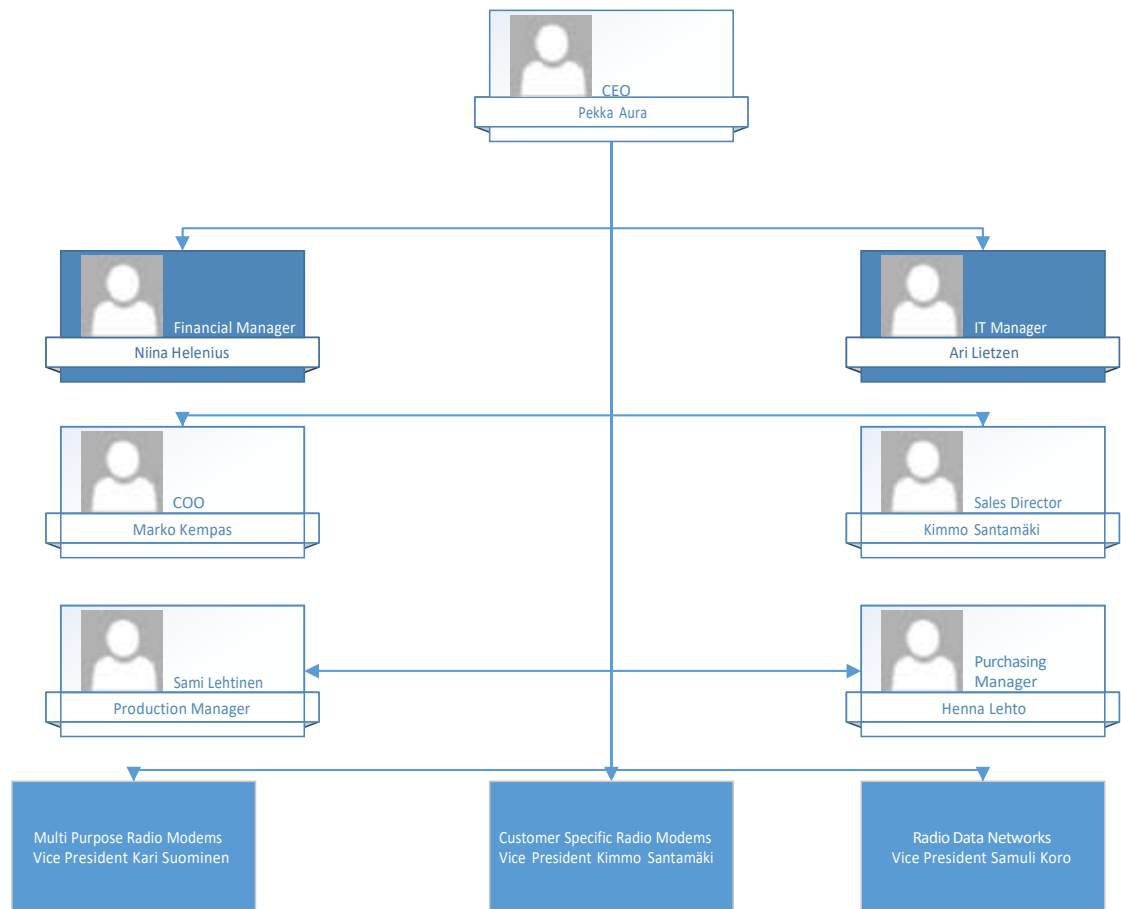 CEO
Pekka Aura
Financial Manager
Niina Helenius
IT Manager
Ari Lietzen
COO
Marko Kempas
Sales Director
Kimmo Santamäki
Sami Lehtinen
Production Manager
Purchasing
Manager
Henna Lehto
Multi Purpose Radio Modems
Vice President Kari Suominen
Customer Specific Radio Modems
Vice President Kimmo Santamäki
Radio Data Networks
Vice President Samuli Koro